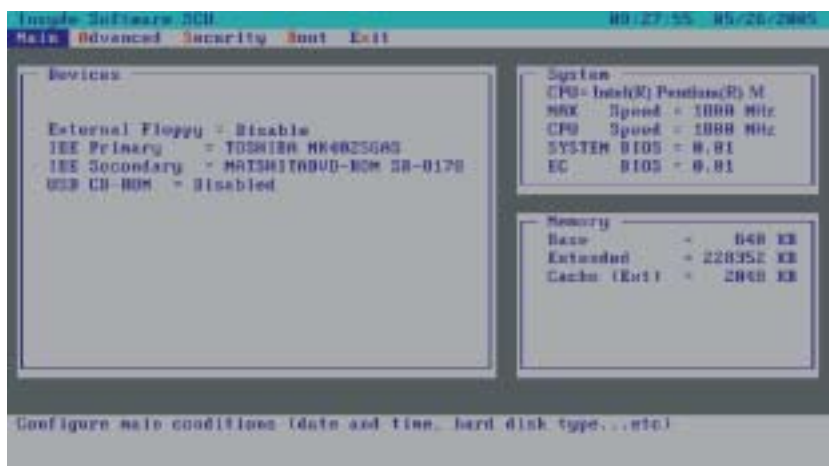 Insyde Software SCU 09:27:55 05/26/2005
Main Advanced Security Boot Exit
Devices
External Floppy = Disable
IDE Primary = TOSHIBA MK4025GAS
IDE Secondary = MATSHITADVD-ROM SR-8178
USB CD-ROM = Disabled
System
CPU= Intel(R) Pentium(R) M
MAX Speed = 1800 MHz
CPU Speed = 1800 MHz
SYSTEM BIOS = 0.01
EC BIOS = 0.01
Memory
Base = 640 KB
Extended = 228352 KB
Cache (Ext) = 2048 KB
Configure main conditions (date and time, hard disk type...etc)